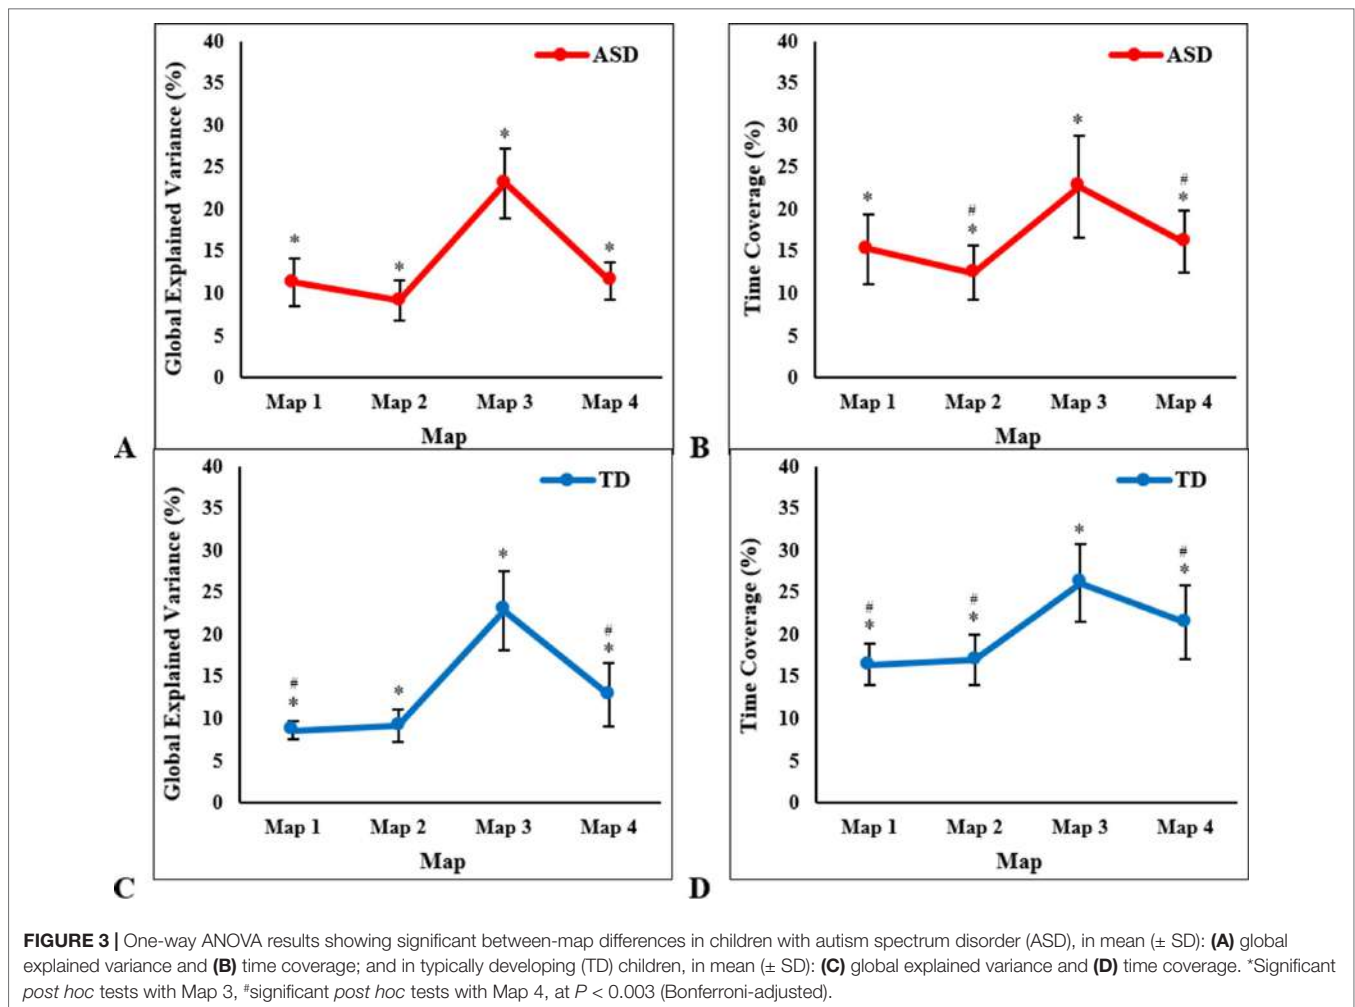 40
35
30
25
20
15
10
5
0
Global Explained Variance (%)
ASD
*
*
*
*
Map 1 Map 2 Map 3 Map 4
Map
A
40
35
30
25
20
15
10
5
0
Time Coverage (%)
ASD
*
#
*
*
#
*
Map 1 Map 2 Map 3 Map 4
Map
B
40
35
30
25
20
15
10
5
0
Global Explained Variance (%)
TD
#
*
*
*
#
*
Map 1 Map 2 Map 3 Map 4
Map
C
40
35
30
25
20
15
10
5
0
Time Coverage (%)
TD
#
*
#
*
*
#
*
Map 1 Map 2 Map 3 Map 4
Map
D
FIGURE 3 | One-way ANOVA results showing significant between-map differences in children with autism spectrum disorder (ASD), in mean (± SD): (A) global
explained variance and (B) time coverage; and in typically developing (TD) children, in mean (± SD): (C) global explained variance and (D) time coverage. *Significant
post hoc tests with Map 3, #significant post hoc tests with Map 4, at P < 0.003 (Bonferroni-adjusted).